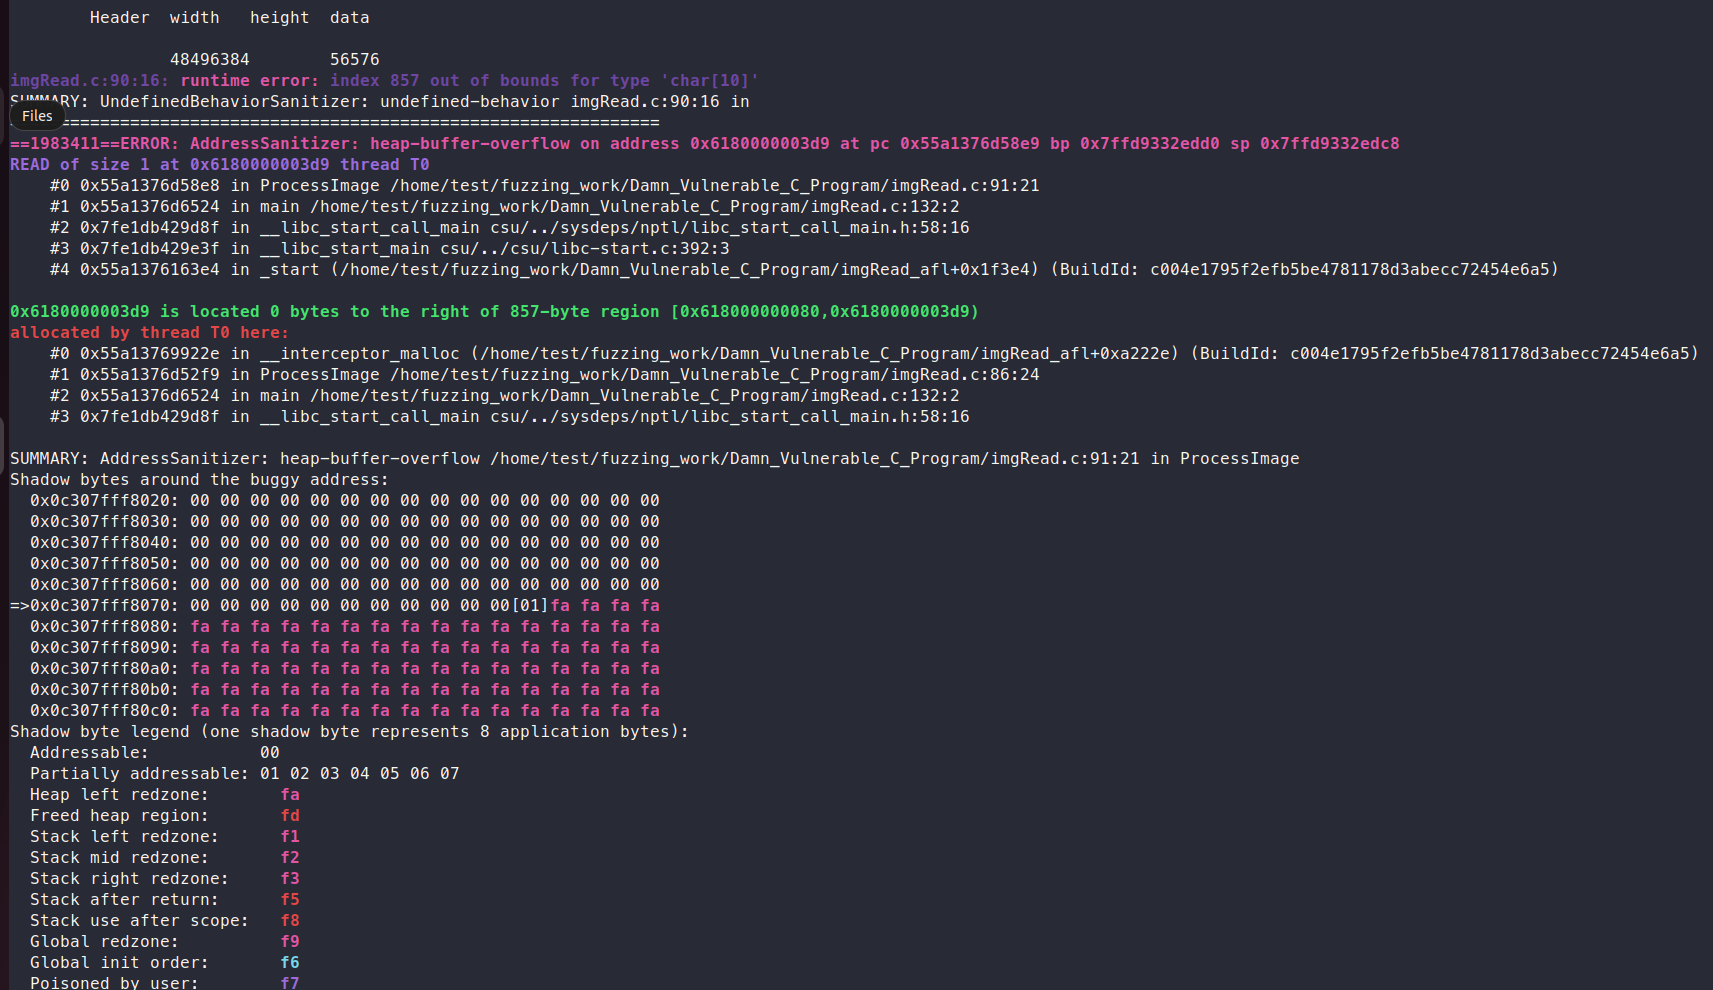 Header width height data
48496384 56576
imgRead.c:90:16: runtime error: index 857 out of bounds for type 'char[10]'
SUMMARY: UndefinedBehaviorSanitizer: undefined-behavior imgRead.c:90:16 in
Files
============================================================
==1983411==ERROR: AddressSanitizer: heap-buffer-overflow on address 0x6180000003d9 at pc 0x55a1376d58e9 bp 0x7ffd9332edd0 sp 0x7ffd9332edc8
READ of size 1 at 0x6180000003d9 thread T0
#0 0x55a1376d58e8 in ProcessImage /home/test/fuzzing_work/Damn_Vulnerable_C_Program/imgRead.c:91:21
#1 0x55a1376d6524 in main /home/test/fuzzing_work/Damn_Vulnerable_C_Program/imgRead.c:132:2
#2 0x7fe1db429d8f in __libc_start_call_main csu/../sysdeps/nptl/libc_start_call_main.h:58:16
#3 0x7fe1db429e3f in __libc_start_main csu/../csu/libc-start.c:392:3
#4 0x55a1376163e4 in _start (/home/test/fuzzing_work/Damn_Vulnerable_C_Program/imgRead_afl+0x1f3e4) (BuildId: c004e1795f2efb5be4781178d3abecc72454e6a5)
0x6180000003d9 is located 0 bytes to the right of 857-byte region [0x618000000080,0x6180000003d9)
allocated by thread T0 here:
#0 0x55a13769922e in __interceptor_malloc (/home/test/fuzzing_work/Damn_Vulnerable_C_Program/imgRead_afl+0xa222e) (BuildId: c004e1795f2efb5be4781178d3abecc72454e6a5)
#1 0x55a1376d52f9 in ProcessImage /home/test/fuzzing_work/Damn_Vulnerable_C_Program/imgRead.c:86:24
#2 0x55a1376d6524 in main /home/test/fuzzing_work/Damn_Vulnerable_C_Program/imgRead.c:132:2
#3 0x7fe1db429d8f in __libc_start_call_main csu/../sysdeps/nptl/libc_start_call_main.h:58:16
SUMMARY: AddressSanitizer: heap-buffer-overflow /home/test/fuzzing_work/Damn_Vulnerable_C_Program/imgRead.c:91:21 in ProcessImage
Shadow bytes around the buggy address:
0x0c307fff8020: 00 00 00 00 00 00 00 00 00 00 00 00 00 00 00 00
0x0c307fff8030: 00 00 00 00 00 00 00 00 00 00 00 00 00 00 00 00
0x0c307fff8040: 00 00 00 00 00 00 00 00 00 00 00 00 00 00 00 00
0x0c307fff8050: 00 00 00 00 00 00 00 00 00 00 00 00 00 00 00 00
0x0c307fff8060: 00 00 00 00 00 00 00 00 00 00 00 00 00 00 00 00
=>0x0c307fff8070: 00 00 00 00 00 00 00 00 00 00 00[01]fa fa fa fa
0x0c307fff8080: fa fa fa fa fa fa fa fa fa fa fa fa fa fa fa fa
0x0c307fff8090: fa fa fa fa fa fa fa fa fa fa fa fa fa fa fa fa
0x0c307fff80a0: fa fa fa fa fa fa fa fa fa fa fa fa fa fa fa fa
0x0c307fff80b0: fa fa fa fa fa fa fa fa fa fa fa fa fa fa fa fa
0x0c307fff80c0: fa fa fa fa fa fa fa fa fa fa fa fa fa fa fa fa
Shadow byte legend (one shadow byte represents 8 application bytes):
Addressable: 00
Partially addressable: 01 02 03 04 05 06 07
Heap left redzone: fa
Freed heap region: fd
Stack left redzone: f1
Stack mid redzone: f2
Stack right redzone: f3
Stack after return: f5
Stack use after scope: f8
Global redzone: f9
Global init order: f6
Poisoned by user: f7